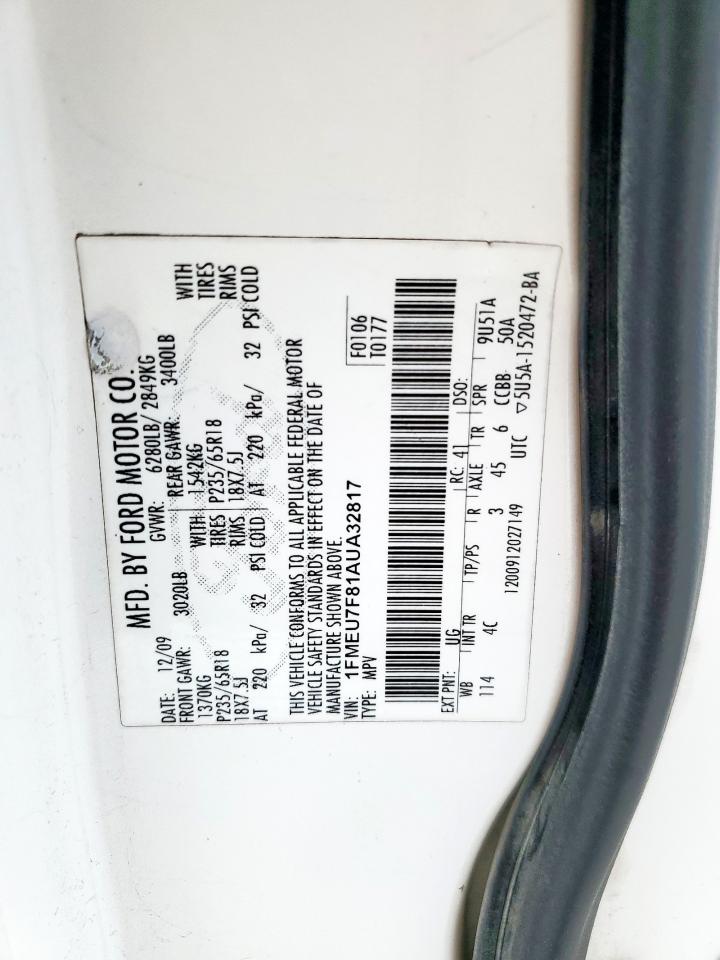 MFD. BY FORD MOTOR CO.
DATE: 12/09 GVWR: 6280LB/ 2849KG
FRONT GAWR: 3020LB REAR GAWR: 3400LB
1370KG WITH 1542KG WITH
P235/65R18 TIRES P235/65R18 TIRES
18X7.5J RIMS 18X7.5J RIMS
AT 220 kPa/ 32 PSI COLD AT 220 kPa/ 32 PSI COLD
THIS VEHICLE CONFORMS TO ALL APPLICABLE FEDERAL MOTOR
VEHICLE SAFETY STANDARDS IN EFFECT ON THE DATE OF
MANUFACTURE SHOWN ABOVE.
VIN: 1FMEU7F81AUA32817 F0106
TYPE: MPV T0177
EXT PNT: UG RC: 41 DSO:
WB INT TR TP/PS R AXLE TR SPR 9U51A
114 4C 3 45 6 CCBB 50A
1200912027149 UTC ▽5U5A-1520472-BA